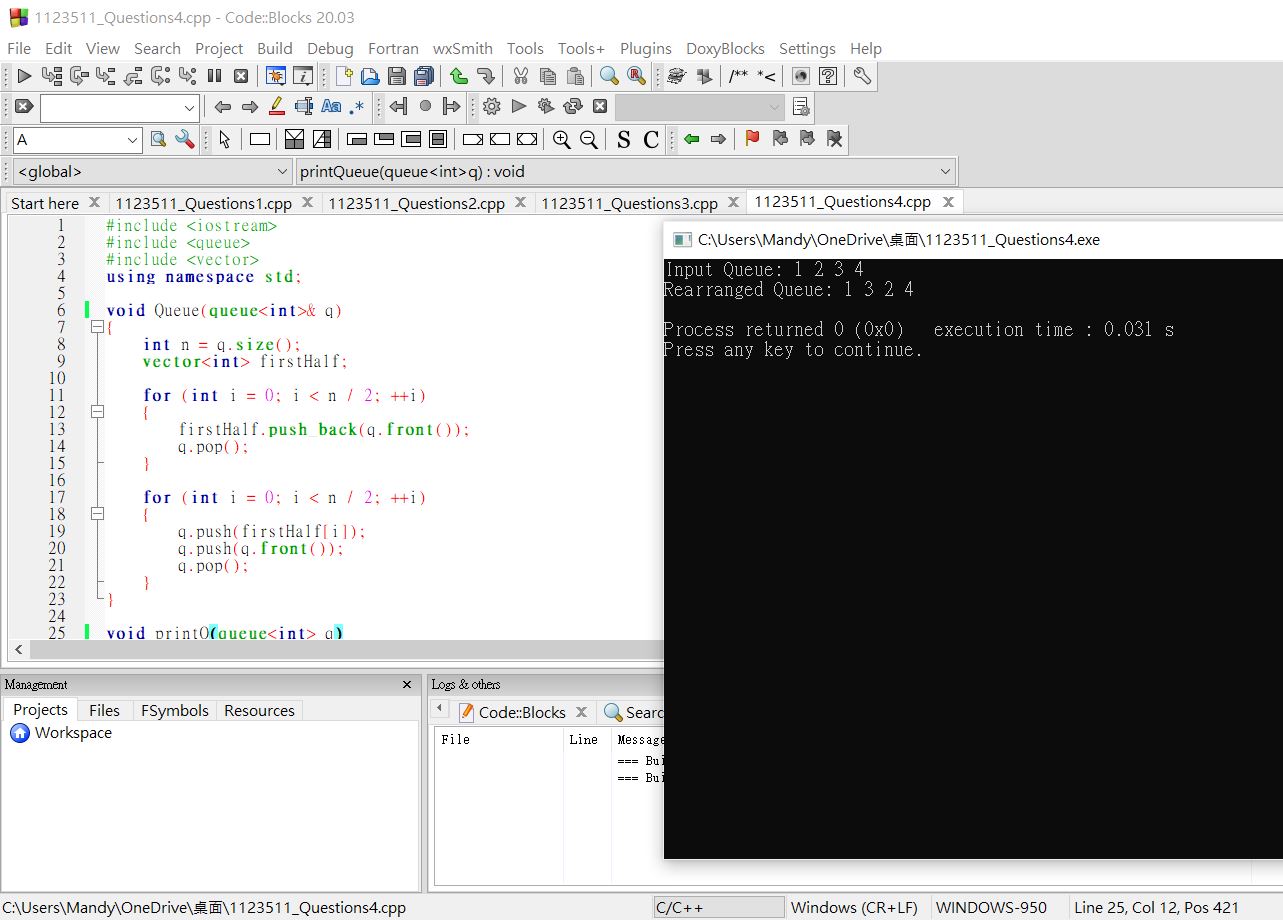 1123511_Questions4.cpp - Code::Blocks 20.03
File Edit View Search Project Build Debug Fortran wxSmith Tools Tools+ Plugins DoxyBlocks Settings Help
/** *<
Aa .*
A
S C
<global> printQueue(queue<int>q) : void
Start here 1123511_Questions1.cpp 1123511_Questions2.cpp 1123511_Questions3.cpp 1123511_Questions4.cpp
1 #include <iostream>
2 #include <queue>
3 #include <vector>
4 using namespace std;
5
6 void Queue(queue<int>& q)
7 {
8 int n = q.size();
9 vector<int> firstHalf;
10
11 for (int i = 0; i < n / 2; ++i)
12 {
13 firstHalf.push_back(q.front());
14 q.pop();
15 }
16
17 for (int i = 0; i < n / 2; ++i)
18 {
19 q.push(firstHalf[i]);
20 q.push(q.front());
21 q.pop();
22 }
23 }
24
25 void printQ(queue<int> q)
C:\Users\Mandy\OneDrive\桌面\1123511_Questions4.exe
Input Queue: 1 2 3 4
Rearranged Queue: 1 3 2 4
Process returned 0 (0x0) execution time : 0.031 s
Press any key to continue.
Management
Projects Files FSymbols Resources
Workspace
Logs & others
Code::Blocks Searc
File Line Message
=== Bui
=== Bui
C:\Users\Mandy\OneDrive\桌面\1123511_Questions4.cpp C/C++ Windows (CR+LF) WINDOWS-950 Line 25, Col 12, Pos 421